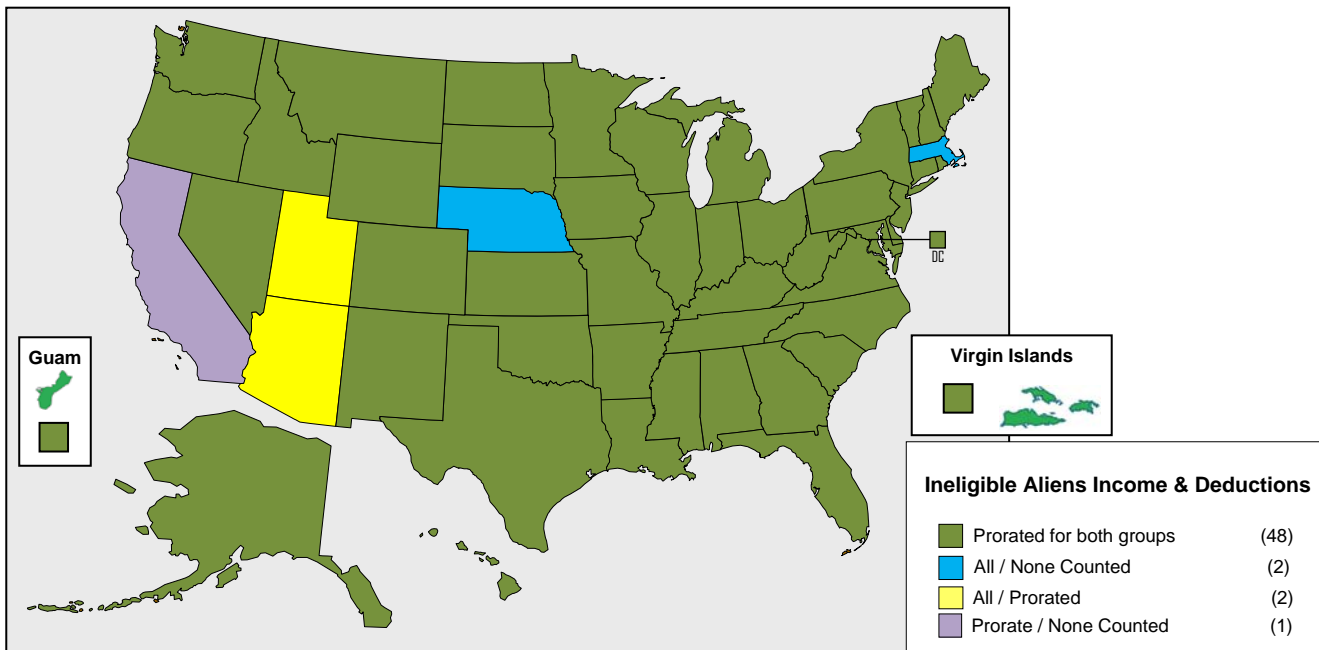 DC
Guam
Virgin Islands
Ineligible Aliens Income & Deductions
Prorated for both groups (48)
All / None Counted (2)
All / Prorated (2)
Prorate / None Counted (1)